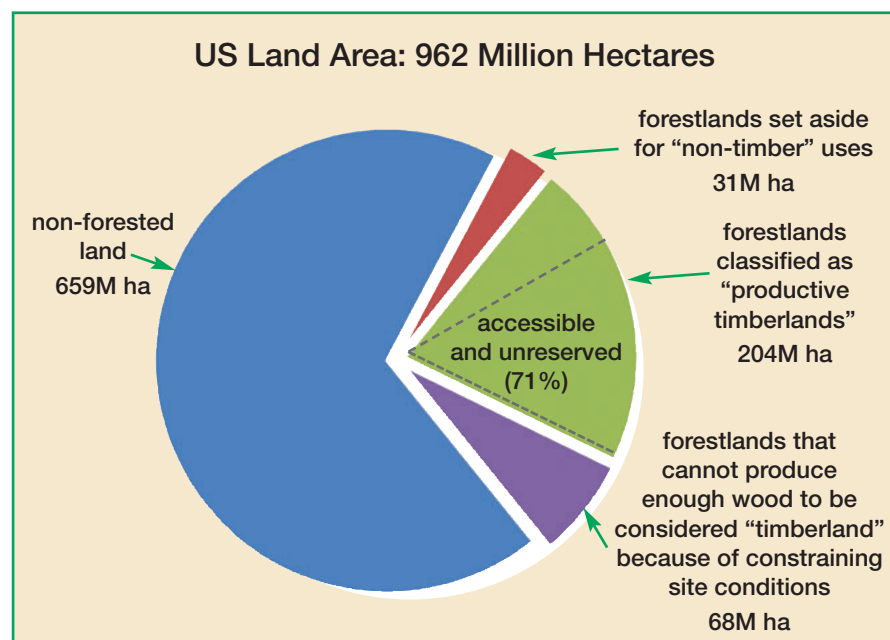 US Land Area: 962 Million Hectares
forestlands set aside
for “non-timber” uses
31M ha
non-forested
land
659M ha
forestlands
classified as
“productive
timberlands”
204M ha
accessible
and unreserved
(71%)
forestlands that
cannot produce
enough wood to be
considered “timberland”
because of constraining
site conditions
68M ha